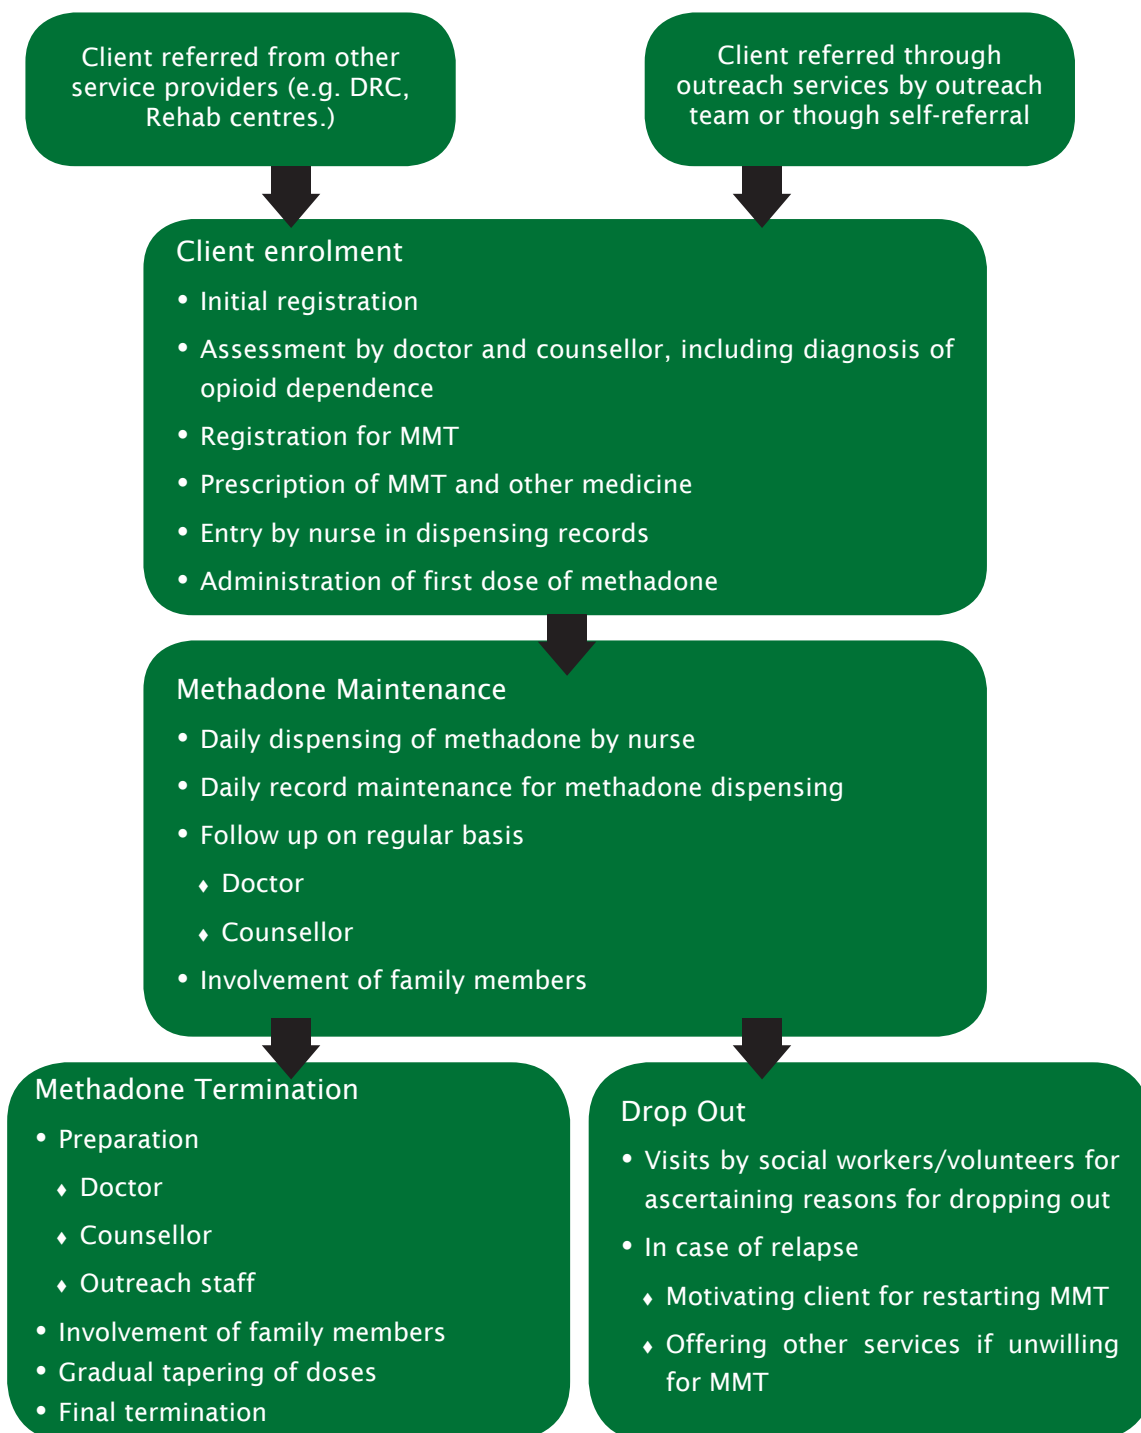 Client referred from other
service providers (e.g. DRC,
Rehab centres.)
Client referred through
outreach services by outreach
team or though self-referral
Client enrolment
• Initial registration
• Assessment by doctor and counsellor, including diagnosis of
opioid dependence
• Registration for MMT
• Prescription of MMT and other medicine
• Entry by nurse in dispensing records
• Administration of first dose of methadone
Methadone Maintenance
• Daily dispensing of methadone by nurse
• Daily record maintenance for methadone dispensing
• Follow up on regular basis
♦ Doctor
♦ Counsellor
• Involvement of family members
Methadone Termination
• Preparation
♦ Doctor
♦ Counsellor
♦ Outreach staff
• Involvement of family members
• Gradual tapering of doses
• Final termination
Drop Out
• Visits by social workers/volunteers for
ascertaining reasons for dropping out
• In case of relapse
♦ Motivating client for restarting MMT
♦ Offering other services if unwilling
for MMT